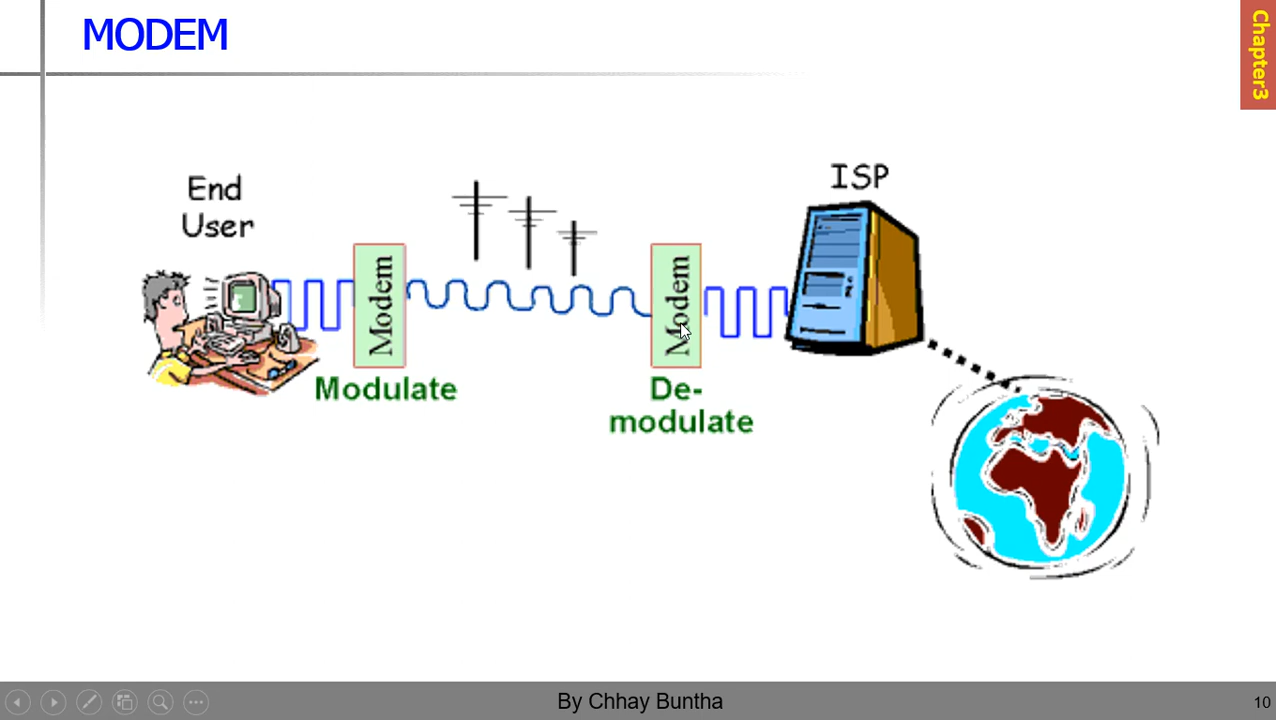 MODEM
Chapter3
End
User
ISP
Modem
Modem
Modulate
De-
modulate
By Chhay Buntha
10